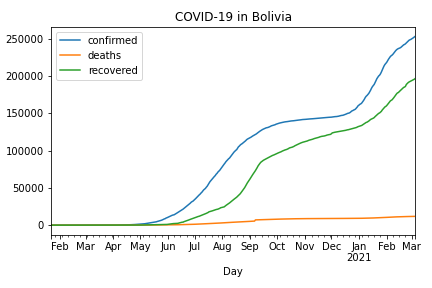 COVID-19 in Bolivia
confirmed
deaths
recovered
250000
200000
150000
100000
50000
0
Feb Mar Apr May Jun Jul Aug Sep Oct Nov Dec Jan Feb Mar
2021
Day